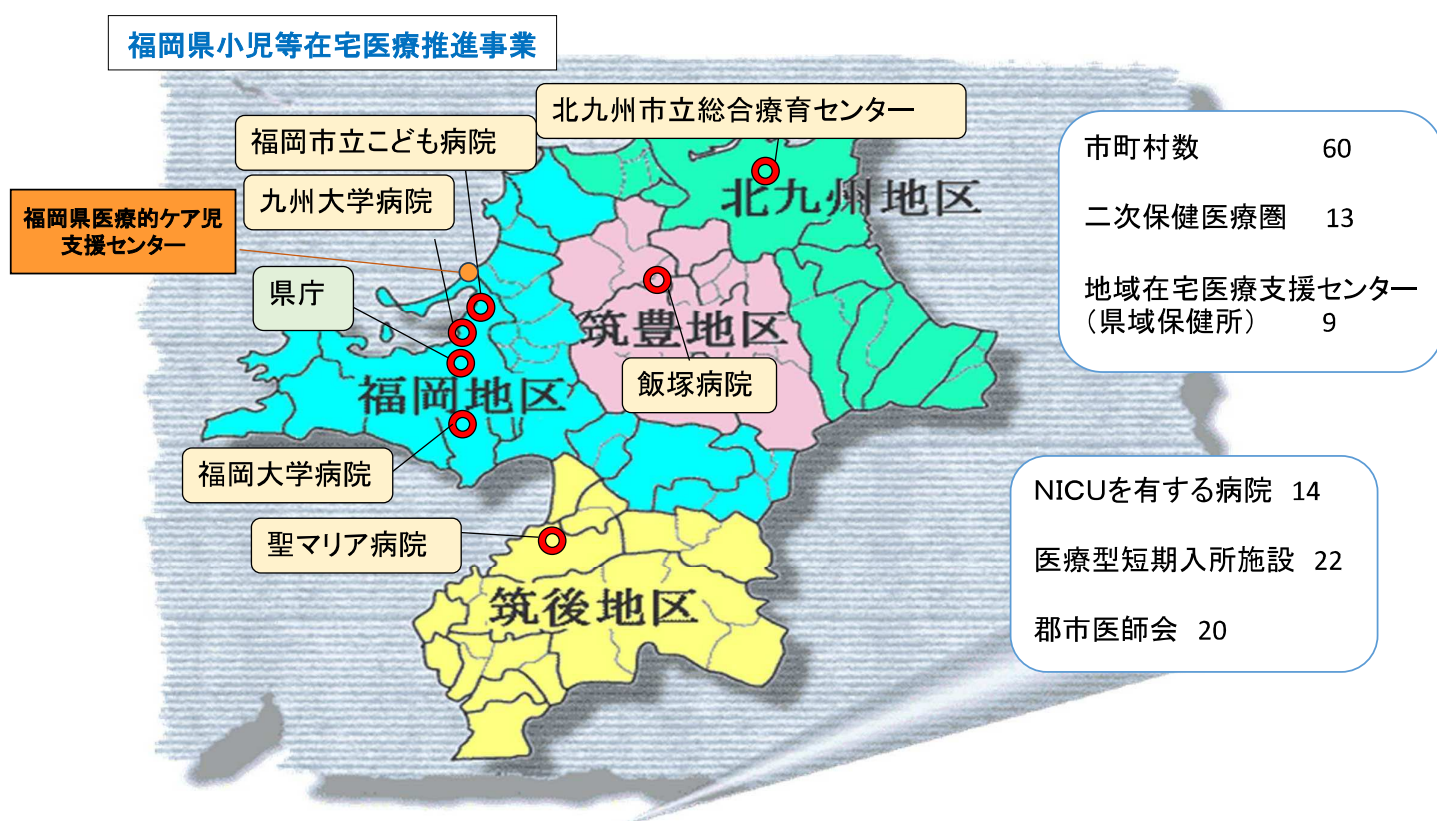 福岡県小児等在宅医療推進事業
北九州市立総合療育センター
福岡市立こども病院
九州大学病院
福岡県医療的ケア児
支援センター
県庁
北九州地区
筑豊地区
飯塚病院
福岡地区
福岡大学病院
聖マリア病院
筑後地区
市町村数 60
二次保健医療圏 13
地域在宅医療支援センター
(県域保健所) 9
NICUを有する病院 14
医療型短期入所施設 22
郡市医師会 20